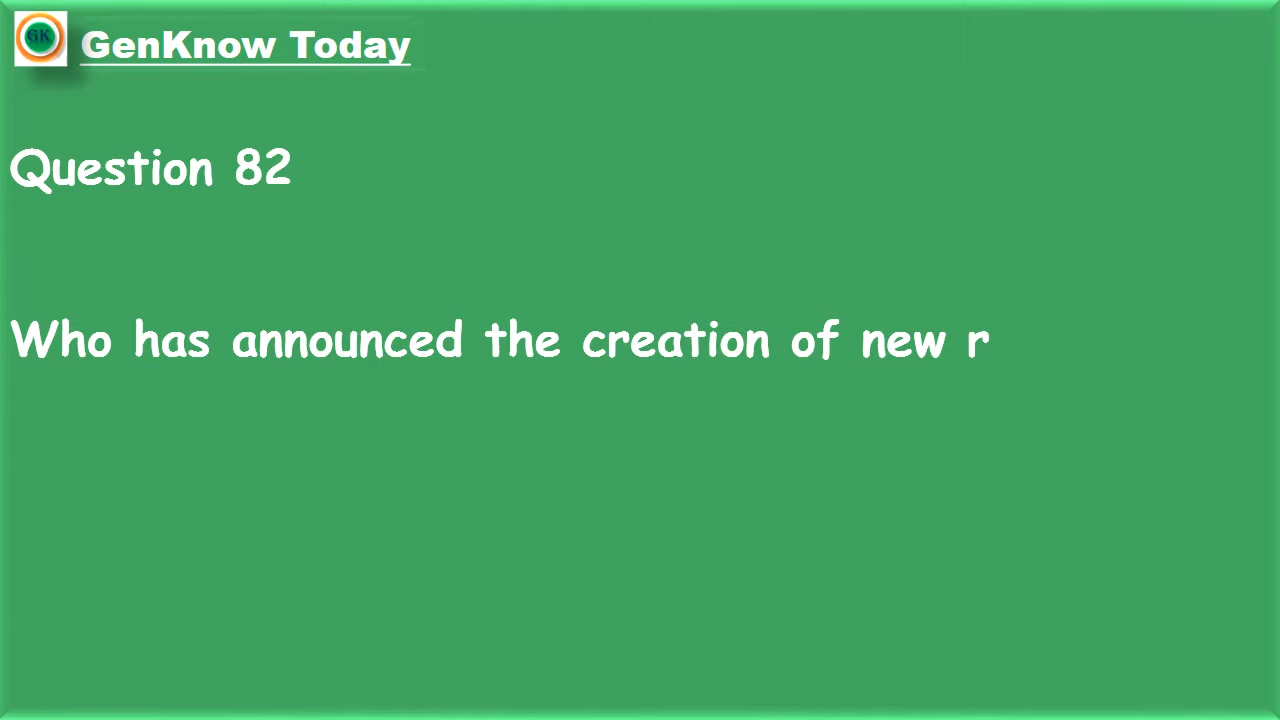 GK
GenKnow Today
Question 82
Who has announced the creation of new r